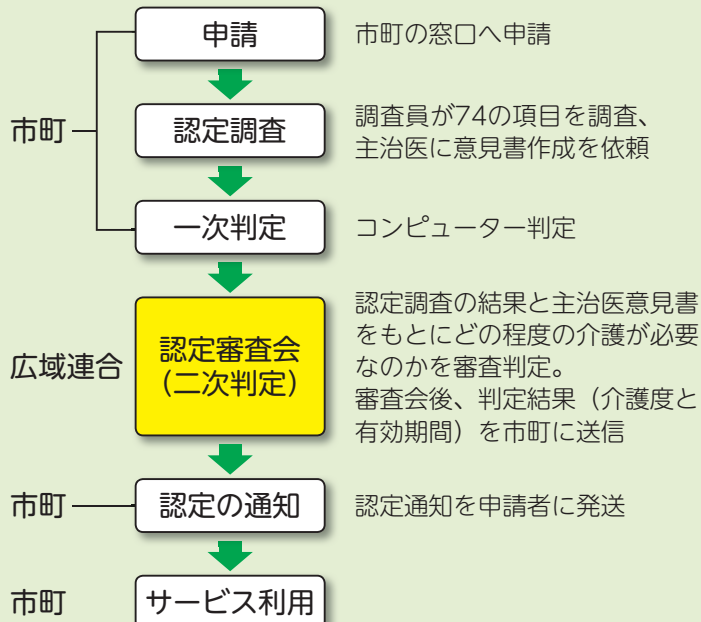 申請
市町の窓口へ申請
市町
認定調査
調査員が74の項目を調査、
主治医に意見書作成を依頼
一次判定
コンピューター判定
広域連合
認定審査会
（二次判定）
認定調査の結果と主治医意見書
をもとにどの程度の介護が必要
なのかを審査判定。
審査会後、判定結果（介護度と
有効期間）を市町に送信
市町
認定の通知
認定通知を申請者に発送
市町
サービス利用